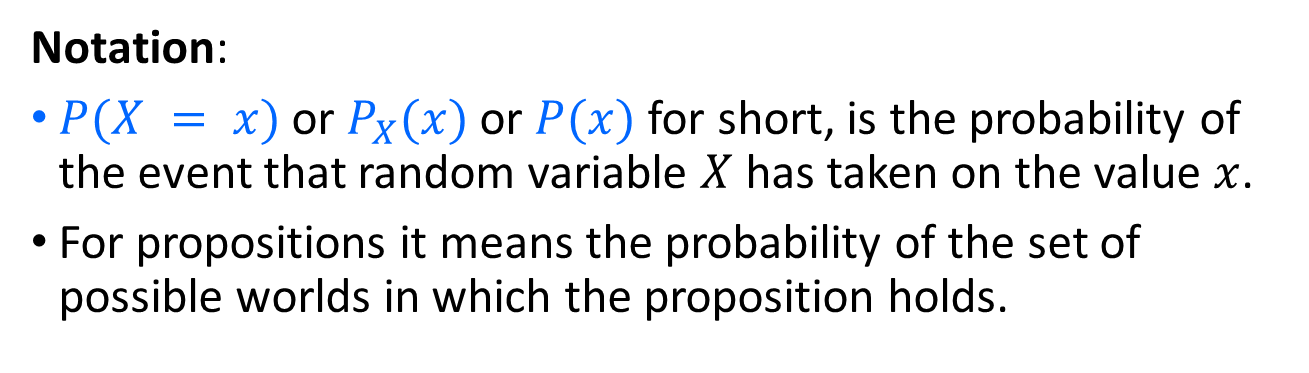 Notation:
• P(X = x) or P_X(x) or P(x) for short, is the probability of
the event that random variable X has taken on the value x.
• For propositions it means the probability of the set of
possible worlds in which the proposition holds.